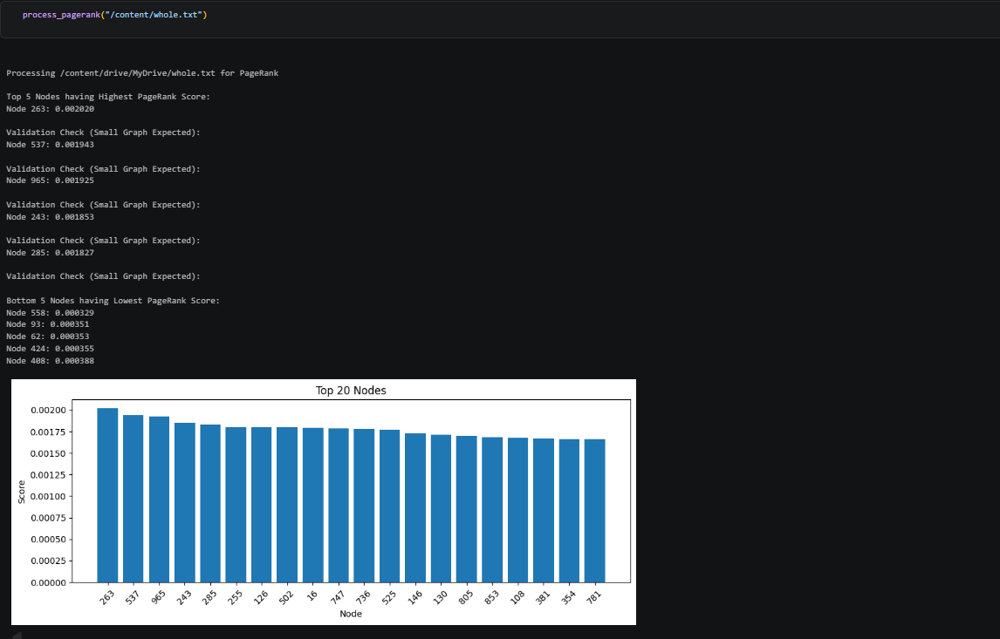 process_pagerank("/content/whole.txt")
Processing /content/drive/MyDrive/whole.txt for PageRank
Top 5 Nodes having Highest PageRank Score:
Node 263: 0.002020
Validation Check (Small Graph Expected):
Node 537: 0.001943
Validation Check (Small Graph Expected):
Node 965: 0.001925
Validation Check (Small Graph Expected):
Node 243: 0.001853
Validation Check (Small Graph Expected):
Node 285: 0.001827
Validation Check (Small Graph Expected):
Bottom 5 Nodes having Lowest PageRank Score:
Node 558: 0.000329
Node 93: 0.000351
Node 62: 0.000353
Node 424: 0.000355
Node 408: 0.000388
Top 20 Nodes
0.00200
0.00175
0.00150
0.00125
0.00100
0.00075
0.00050
0.00025
0.00000
Score
263 537 965 243 285 255 126 502 16 747 736 525 146 130 805 853 108 381 354 781
Node